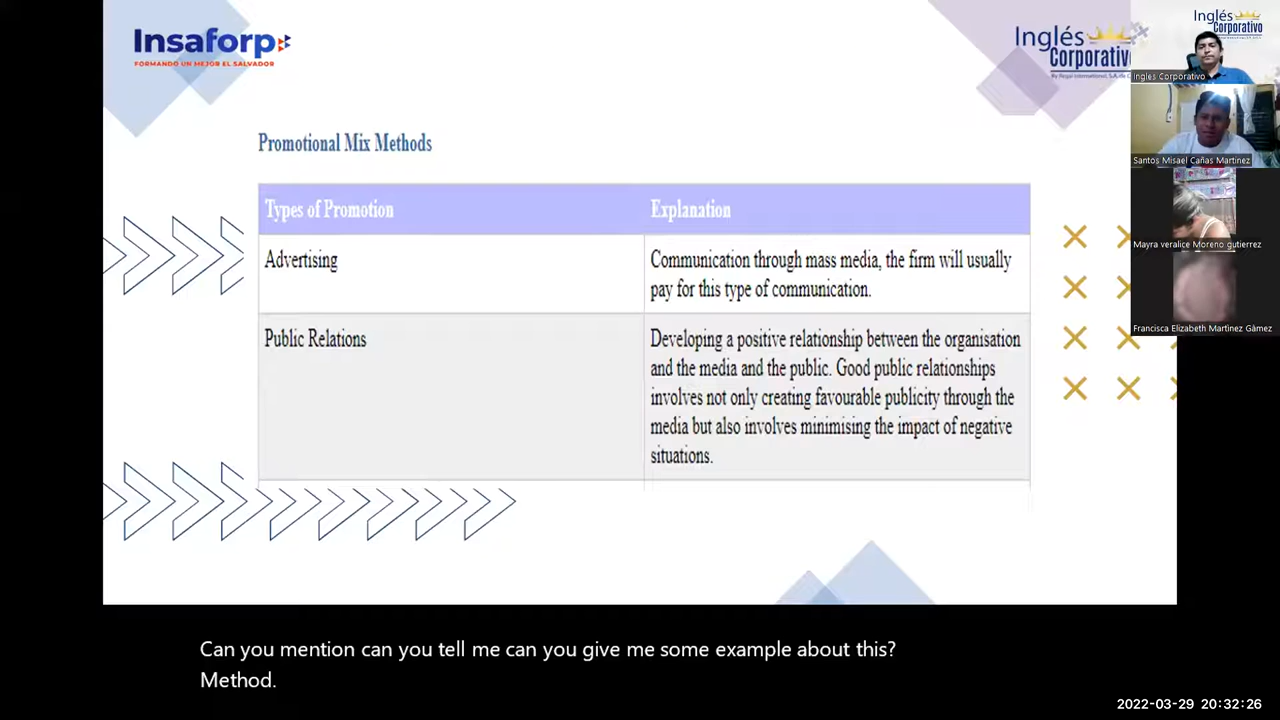 Insaforp
FORMANDO UN MEJOR EL SALVADOR
Inglés
Corporativo
Inglés
Corporativo
Ingles Corporativo
Santos Misael Cañas Martinez
Mayra veralice Moreno gutierrez
Francisca Elizabeth Martínez Gámez
Promotional Mix Methods
Types of Promotion
Explanation
Advertising
Communication through mass media, the firm will usually
pay for this type of communication.
Public Relations
Developing a positive relationship between the organisation
and the media and the public. Good public relationships
involves not only creating favourable publicity through the
media but also involves minimising the impact of negative
situations.
Can you mention can you tell me can you give me some example about this?
Method.
2022-03-29 20:32:26